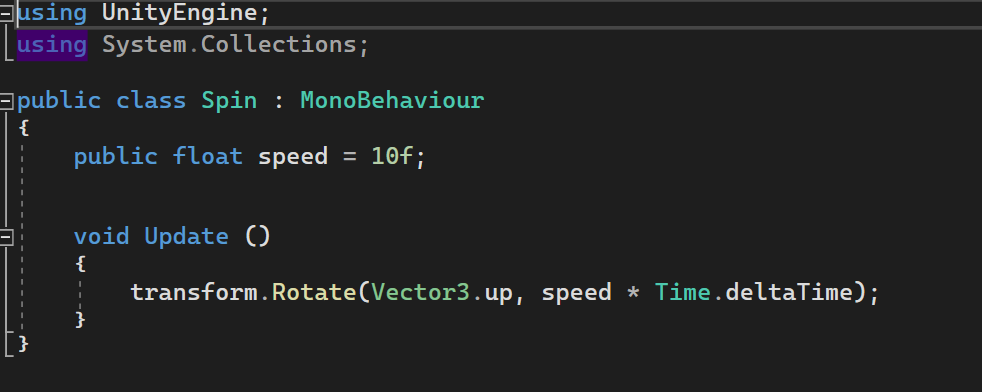 using UnityEngine;
using System.Collections;
public class Spin : MonoBehaviour
{
public float speed = 10f;
void Update ()
{
transform.Rotate(Vector3.up, speed * Time.deltaTime);
}
}